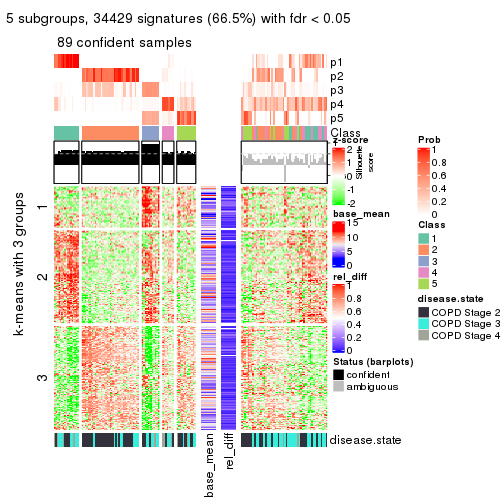 5 subgroups, 34429 signatures (66.5%) with fdr < 0.05
89 confident samples
p1
p2
p3
p4
p5
Class
1
2
3
k-means with 3 groups
base_mean
rel_diff
disease.state
z-score
2
1
0
-1
-2
Silhouette
score
base_mean
15
10
5
0
rel_diff
1
0.8
0.6
0.4
0.2
0
Status (barplots)
confident
ambiguous
Prob
1
0.8
0.6
0.4
0.2
0
Class
1
2
3
4
5
disease.state
COPD Stage 2
COPD Stage 3
COPD Stage 4